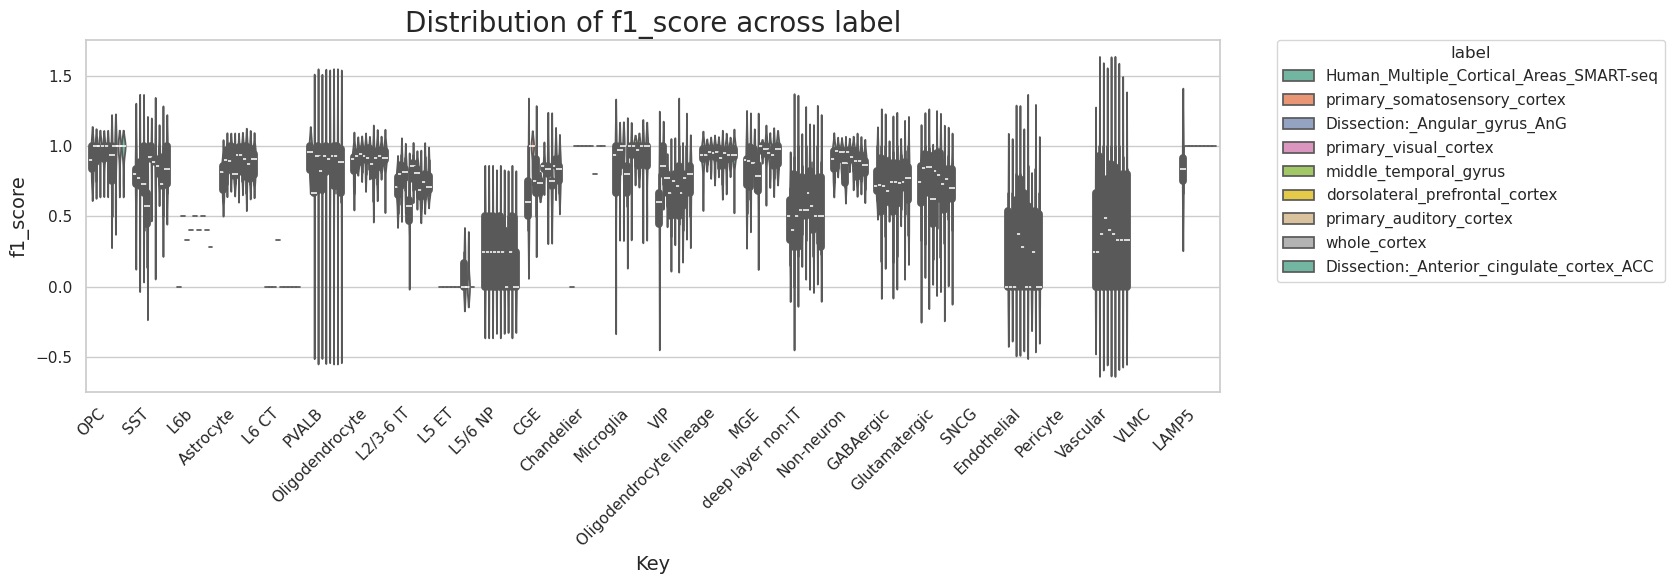 Distribution of f1_score across label
f1_score
1.5
1.0
0.5
0.0
−0.5
OPC
SST
L6b
Astrocyte
L6 CT
PVALB
Oligodendrocyte
L2/3-6 IT
L5 ET
L5/6 NP
CGE
Chandelier
Microglia
VIP
Oligodendrocyte lineage
MGE
deep layer non-IT
Non-neuron
GABAergic
Glutamatergic
SNCG
Endothelial
Pericyte
Vascular
VLMC
LAMP5
Key
label
Human_Multiple_Cortical_Areas_SMART-seq
primary_somatosensory_cortex
Dissection:_Angular_gyrus_AnG
primary_visual_cortex
middle_temporal_gyrus
dorsolateral_prefrontal_cortex
primary_auditory_cortex
whole_cortex
Dissection:_Anterior_cingulate_cortex_ACC